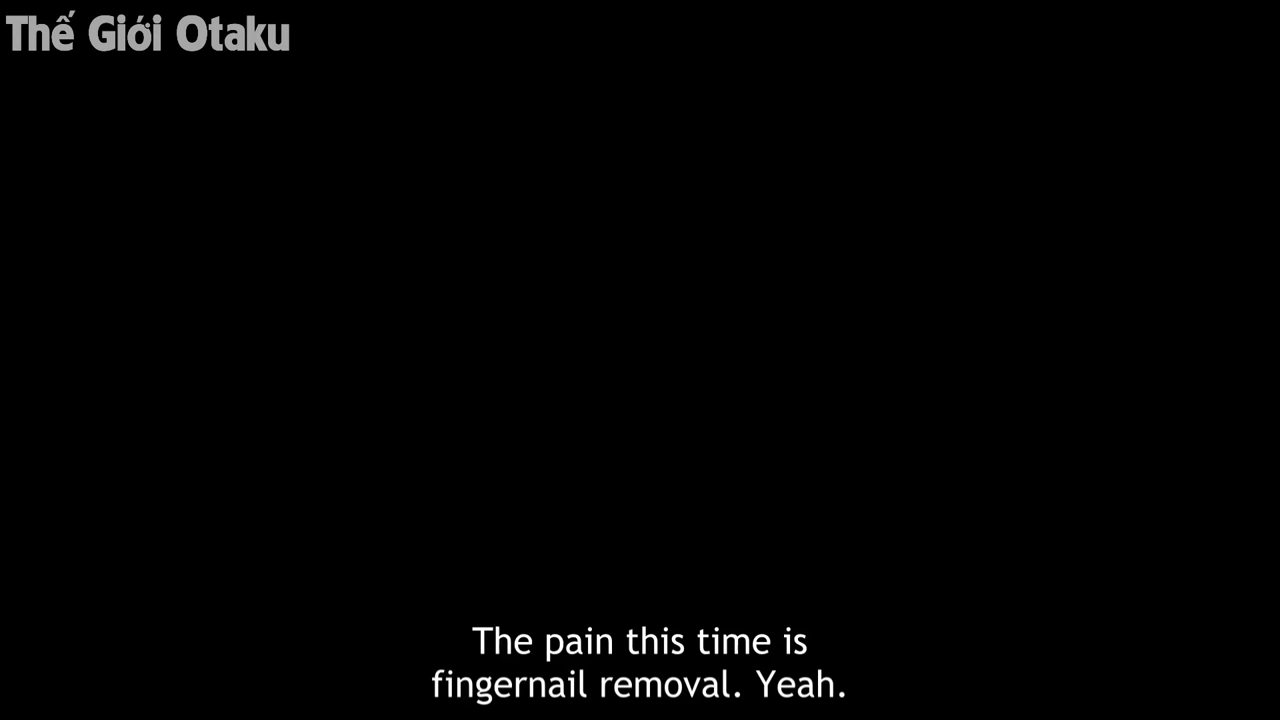 Thế Giới Otaku
The pain this time is
fingernail removal. Yeah.